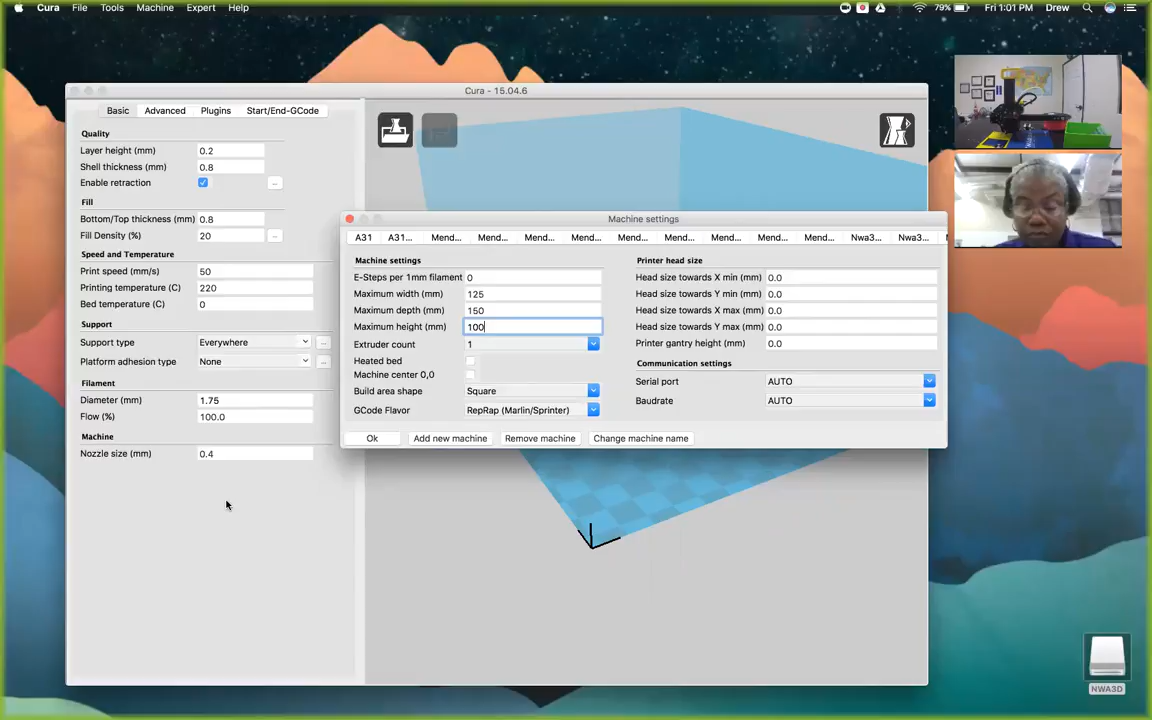 Cura File Tools Machine Expert Help 79% Fri 1:01 PM Drew
Cura - 15.04.6
Basic Advanced Plugins Start/End-GCode
Quality
Layer height (mm) 0.2
Shell thickness (mm) 0.8
Enable retraction ...
Fill
Bottom/Top thickness (mm) 0.8
Fill Density (%) 20 ...
Speed and Temperature
Print speed (mm/s) 50
Printing temperature (C) 220
Bed temperature (C) 0
Support
Support type Everywhere ...
Platform adhesion type None ...
Filament
Diameter (mm) 1.75
Flow (%) 100.0
Machine
Nozzle size (mm) 0.4
Machine settings
A31 A31... Mend... Mend... Mend... Mend... Mend... Mend... Mend... Mend... Mend... Nwa3... Nwa3...
Machine settings
E-Steps per 1mm filament 0
Maximum width (mm) 125
Maximum depth (mm) 150
Maximum height (mm) 100
Extruder count 1
Heated bed
Machine center 0,0
Build area shape Square
GCode Flavor RepRap (Marlin/Sprinter)
Printer head size
Head size towards X min (mm) 0.0
Head size towards Y min (mm) 0.0
Head size towards X max (mm) 0.0
Head size towards Y max (mm) 0.0
Printer gantry height (mm) 0.0
Communication settings
Serial port AUTO
Baudrate AUTO
Ok Add new machine Remove machine Change machine name
NWA3D